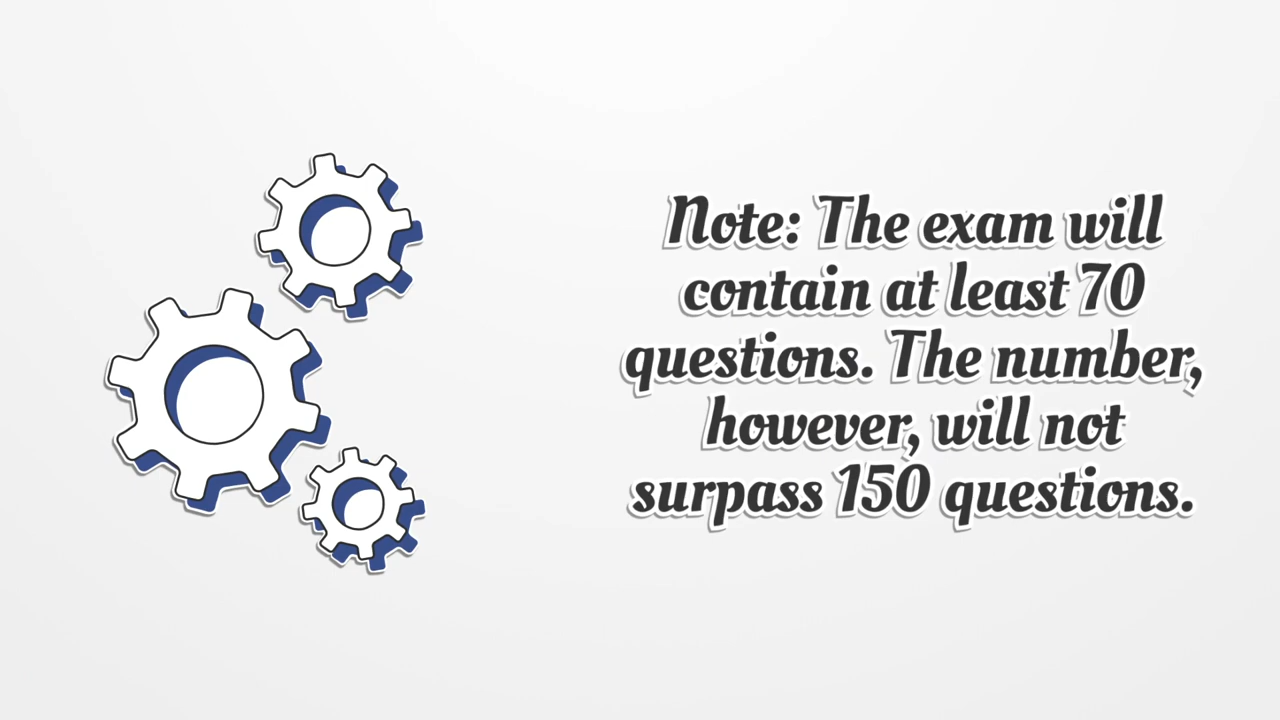 Note: The exam will
contain at least 70
questions. The number,
however, will not
surpass 150 questions.